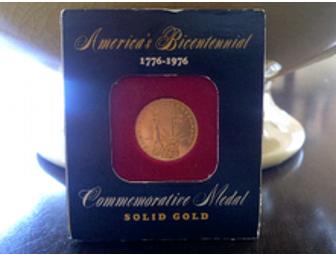 America's Bicentennial
1776-1976
Commemorative Medal
SOLID GOLD